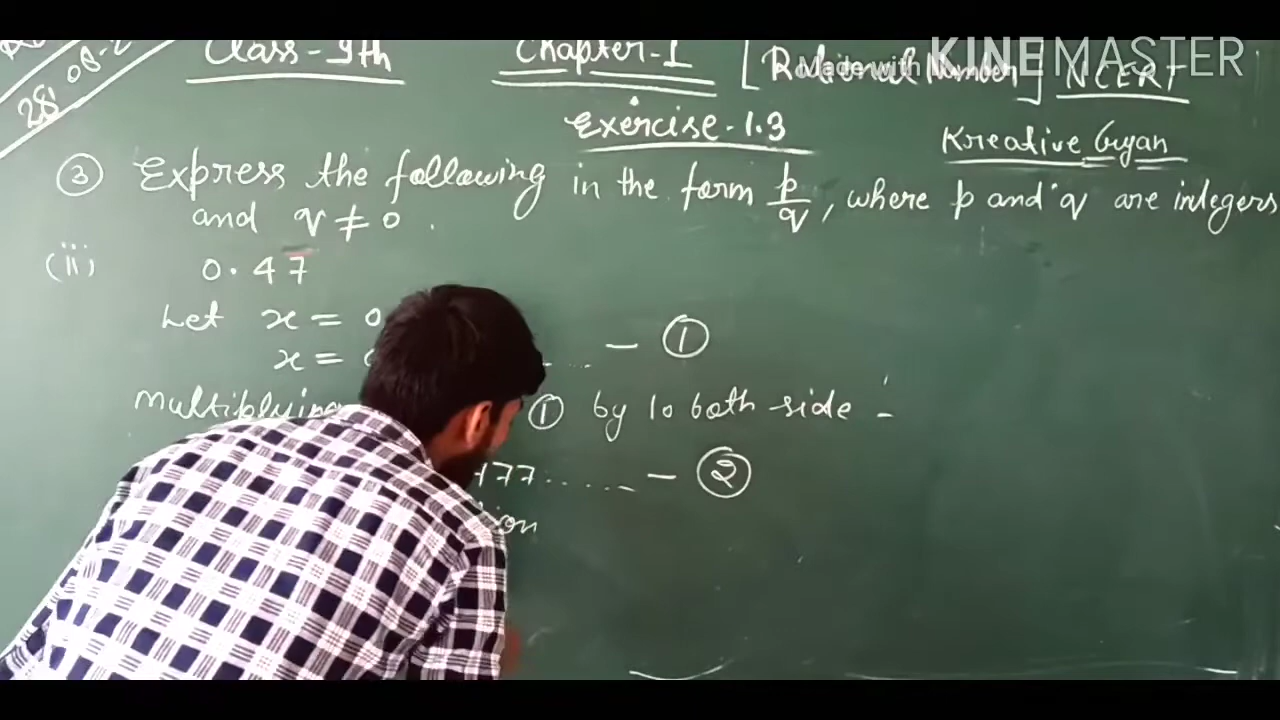 28.08-2
Class-9th Chapter-1 [Rational Number] NCERT
Made with KINEMASTER
Exercise-1.3
Kreative Gyan
③ Express the following in the form p/q, where p and q are integers
and q ≠ 0.
(ii) 0.47̅
Let x = 0
x = ...... — ①
Multiplying ① by 10 both side -
77...... — ②